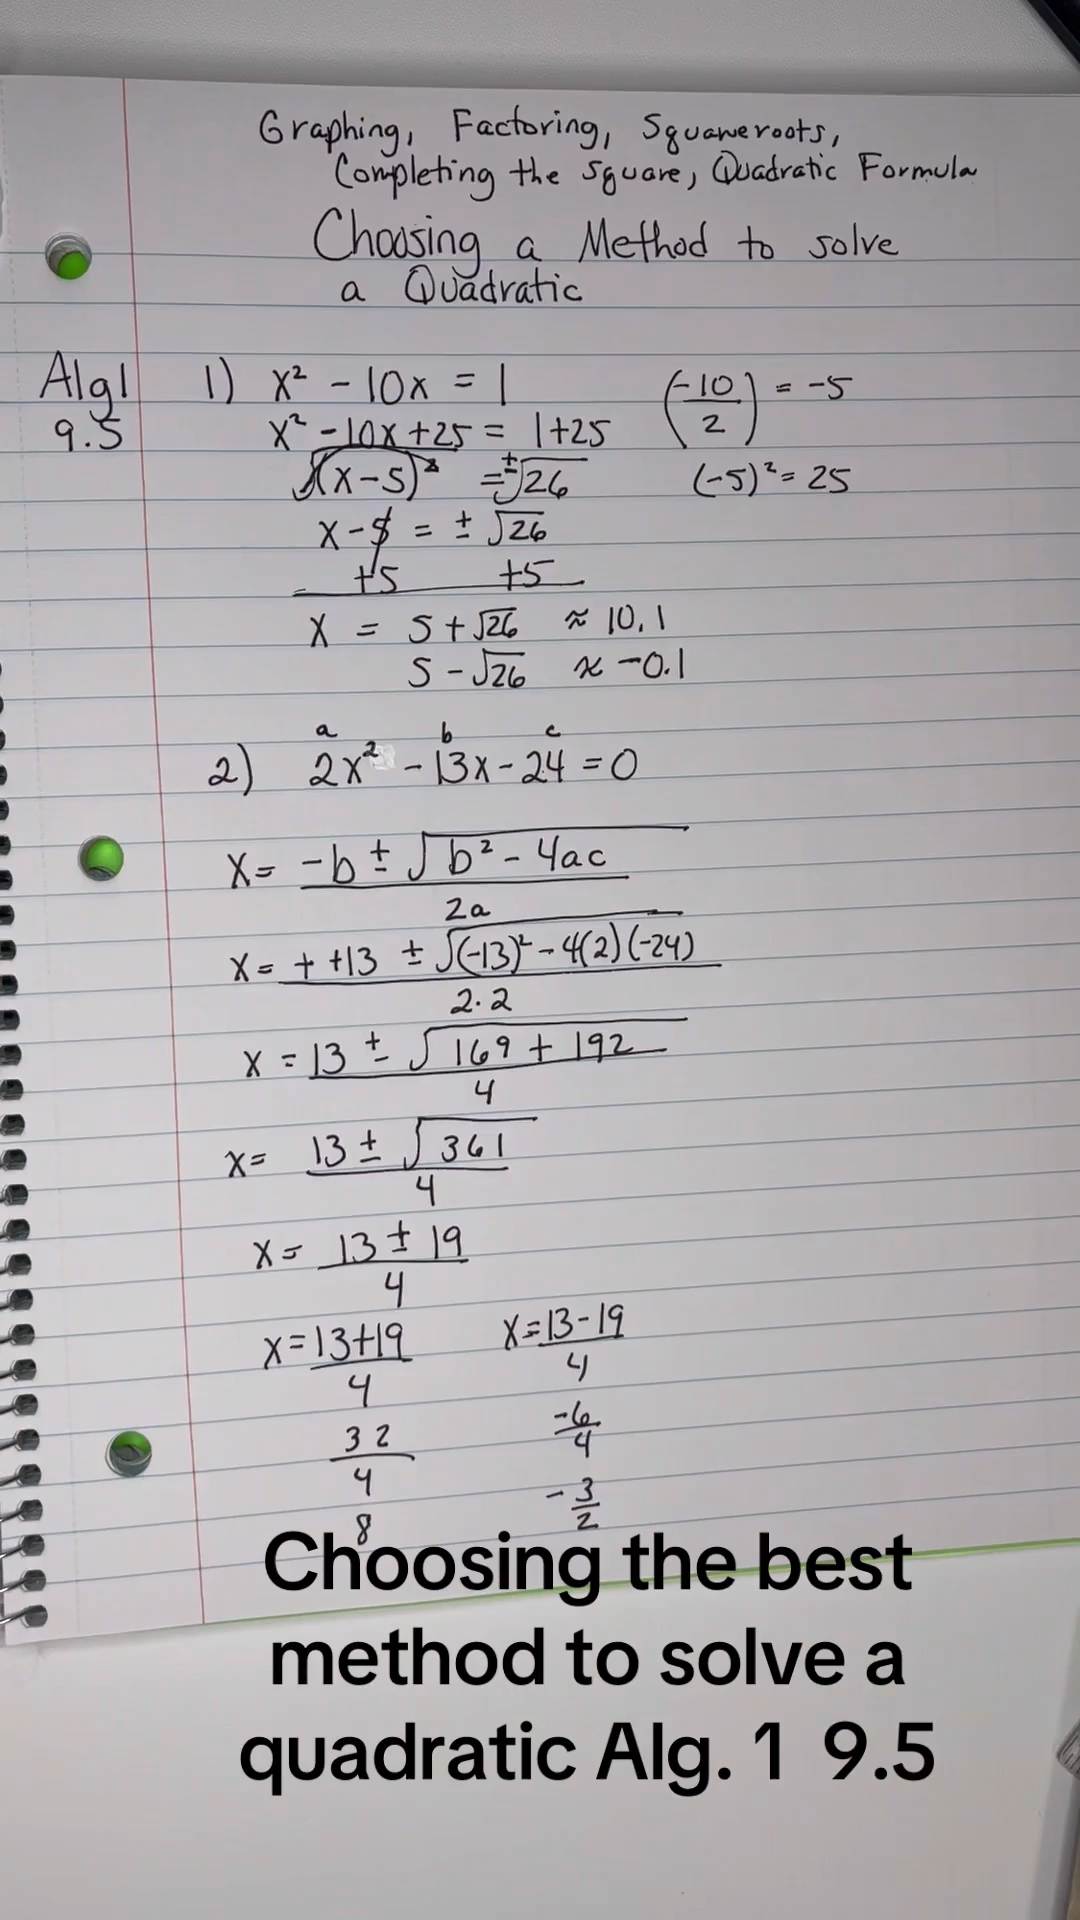 Graphing, Factoring, Squareroots,
Completing the square, Quadratic Formula
Choosing a Method to solve
a Quadratic
Alg1
9.5
1) x² - 10x = 1
(-10/2) = -5
x² - 10x + 25 = 1 + 25
√(x-5)² = ±√26
(-5)² = 25
x - 5 = ± √26
+5 +5
x = 5 + √26 ≈ 10.1
5 - √26 ≈ -0.1
a b c
2) 2x² - 13x - 24 = 0
x = -b ± √b² - 4ac
2a
x = + +13 ± √(-13)² - 4(2)(-24)
2·2
x = 13 ± √169 + 192
4
x = 13 ± √361
4
x = 13 ± 19
4
x = 13+19
4
32
4
8
x = 13-19
4
-6
4
- 3
2
Choosing the best
method to solve a
quadratic Alg. 1 9.5